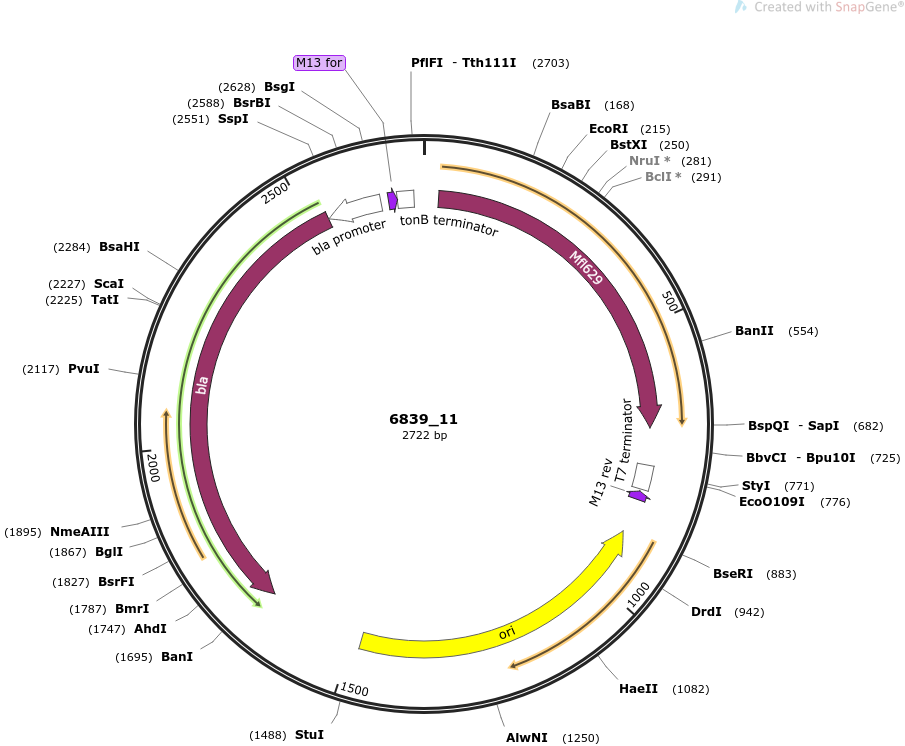 Created with SnapGene®
M13 for
PflFI - Tth111I (2703)
(2628) BsgI
(2588) BsrBI
(2551) SspI
BsaBI (168)
EcoRI (215)
BstXI (250)
NruI * (281)
BclI * (291)
2500
bla promoter
tonB terminator
Mfl629
(2284) BsaHI
(2227) ScaI
(2225) TatI
500
BanII (554)
(2117) PvuI
bla
6839_11
2722 bp
T7 terminator
M13 rev
BspQI - SapI (682)
BbvCI - Bpu10I (725)
StyI (771)
EcoO109I (776)
2000
(1895) NmeAIII
(1867) BglI
(1827) BsrFI
(1787) BmrI
(1747) AhdI
(1695) BanI
BseRI (883)
1000
DrdI (942)
ori
HaeII (1082)
1500
(1488) StuI
AlwNI (1250)